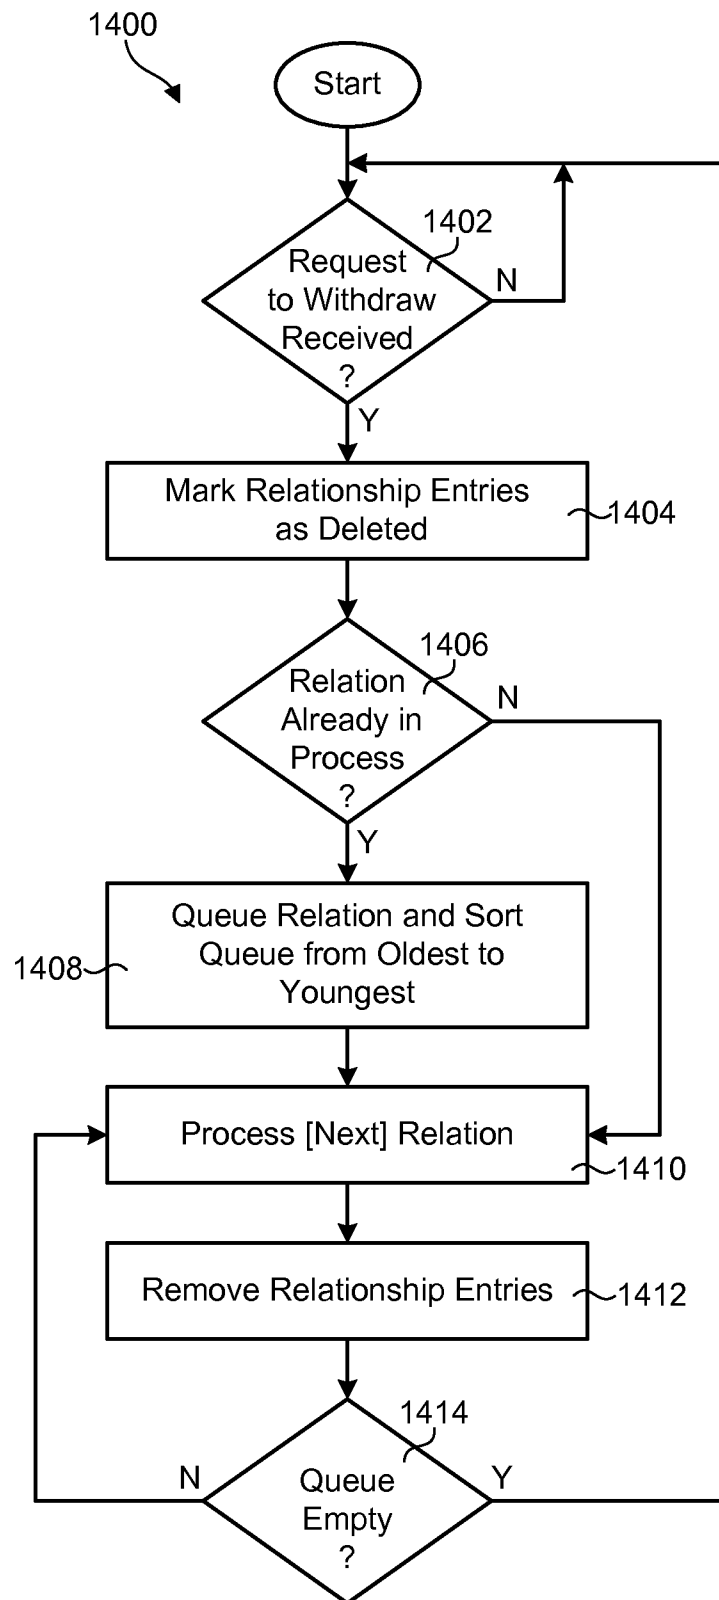 1400
Start
1402
Request
to Withdraw
Received
?
N
Y
Mark Relationship Entries
as Deleted
1404
1406
Relation
Already in
Process
?
N
Y
Queue Relation and Sort
Queue from Oldest to
Youngest
1408
Process [Next] Relation
1410
Remove Relationship Entries
1412
1414
N
Queue
Empty
?
Y